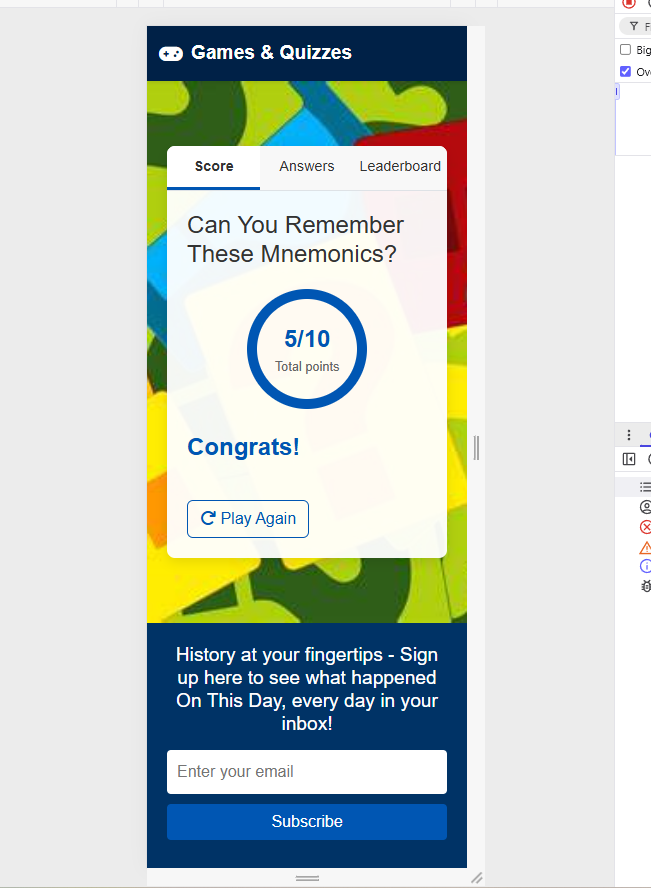 Games & Quizzes
Score
Answers
Leaderboard
Can You Remember
These Mnemonics?
5/10
Total points
Congrats!
Play Again
History at your fingertips - Sign
up here to see what happened
On This Day, every day in your
inbox!
Enter your email
Subscribe
F
Big
Ove